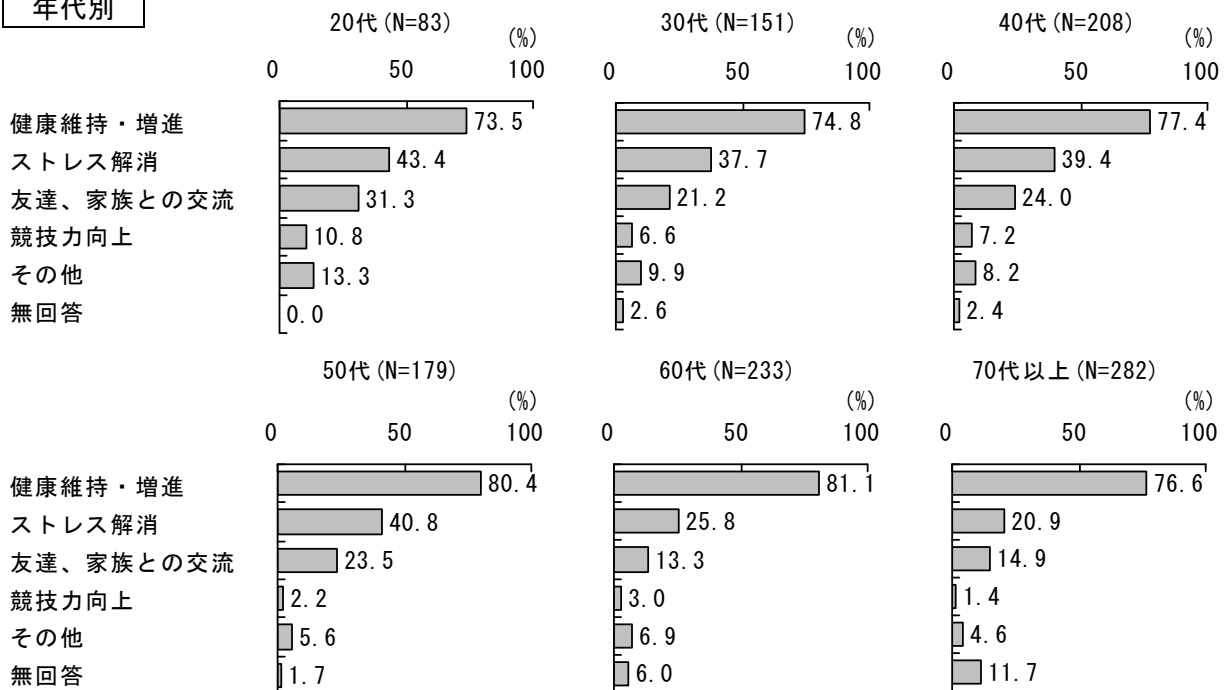 年代別
20代(N=83)
30代(N=151)
40代(N=208)
(%)
(%)
(%)
0 50 100
0 50 100
0 50 100
健康維持・増進 73.5 74.8 77.4
ストレス解消 43.4 37.7 39.4
友達、家族との交流 31.3 21.2 24.0
競技力向上 10.8 6.6 7.2
その他 13.3 9.9 8.2
無回答 0.0 2.6 2.4
50代(N=179)
60代(N=233)
70代以上(N=282)
(%)
(%)
(%)
0 50 100
0 50 100
0 50 100
健康維持・増進 80.4 81.1 76.6
ストレス解消 40.8 25.8 20.9
友達、家族との交流 23.5 13.3 14.9
競技力向上 2.2 3.0 1.4
その他 5.6 6.9 4.6
無回答 1.7 6.0 11.7